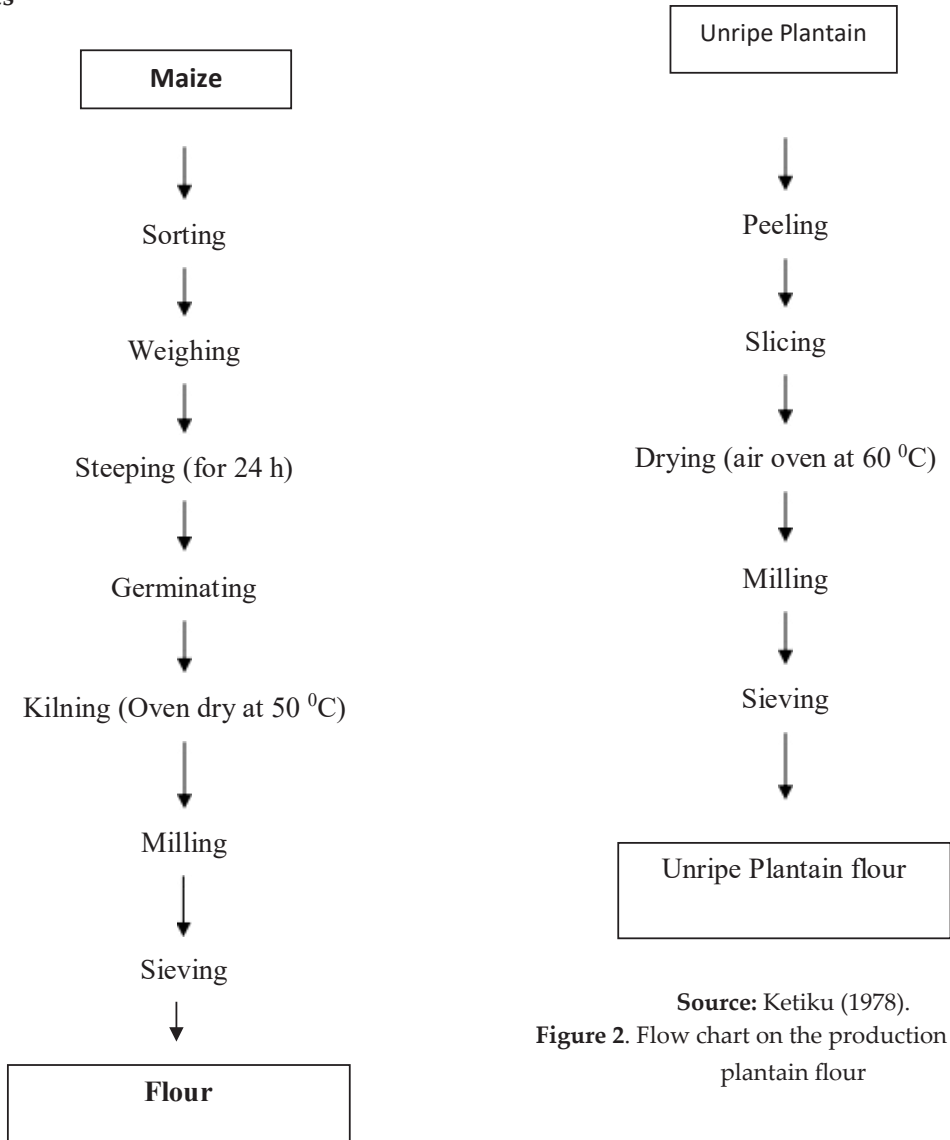 Maize
Sorting
Weighing
Steeping (for 24 h)
Germinating
Kilning (Oven dry at 50 ⁰C)
Milling
Sieving
Flour
Unripe Plantain
Peeling
Slicing
Drying (air oven at 60 ⁰C)
Milling
Sieving
Unripe Plantain flour
Source: Ketiku (1978).
Figure 2. Flow chart on the production
plantain flour